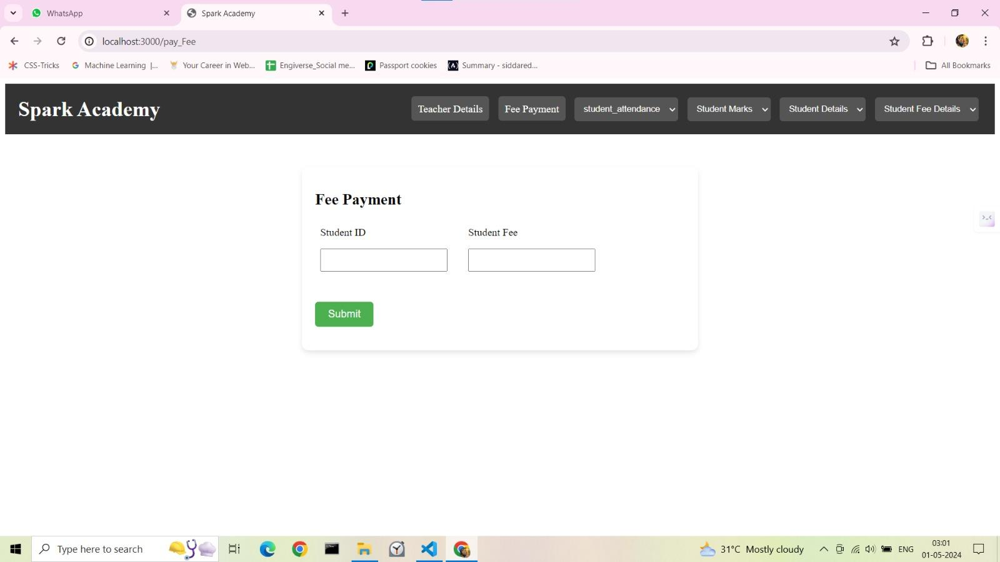 WhatsApp
Spark Academy
localhost:3000/pay_Fee
CSS-Tricks
Machine Learning |...
Your Career in Web...
Engiverse_Social me...
Passport cookies
Summary - siddared...
All Bookmarks
Spark Academy
Teacher Details
Fee Payment
student_attendance
Student Marks
Student Details
Student Fee Details
Fee Payment
Student ID
Student Fee
Submit
Type here to search
31°C Mostly cloudy
ENG
03:01
01-05-2024